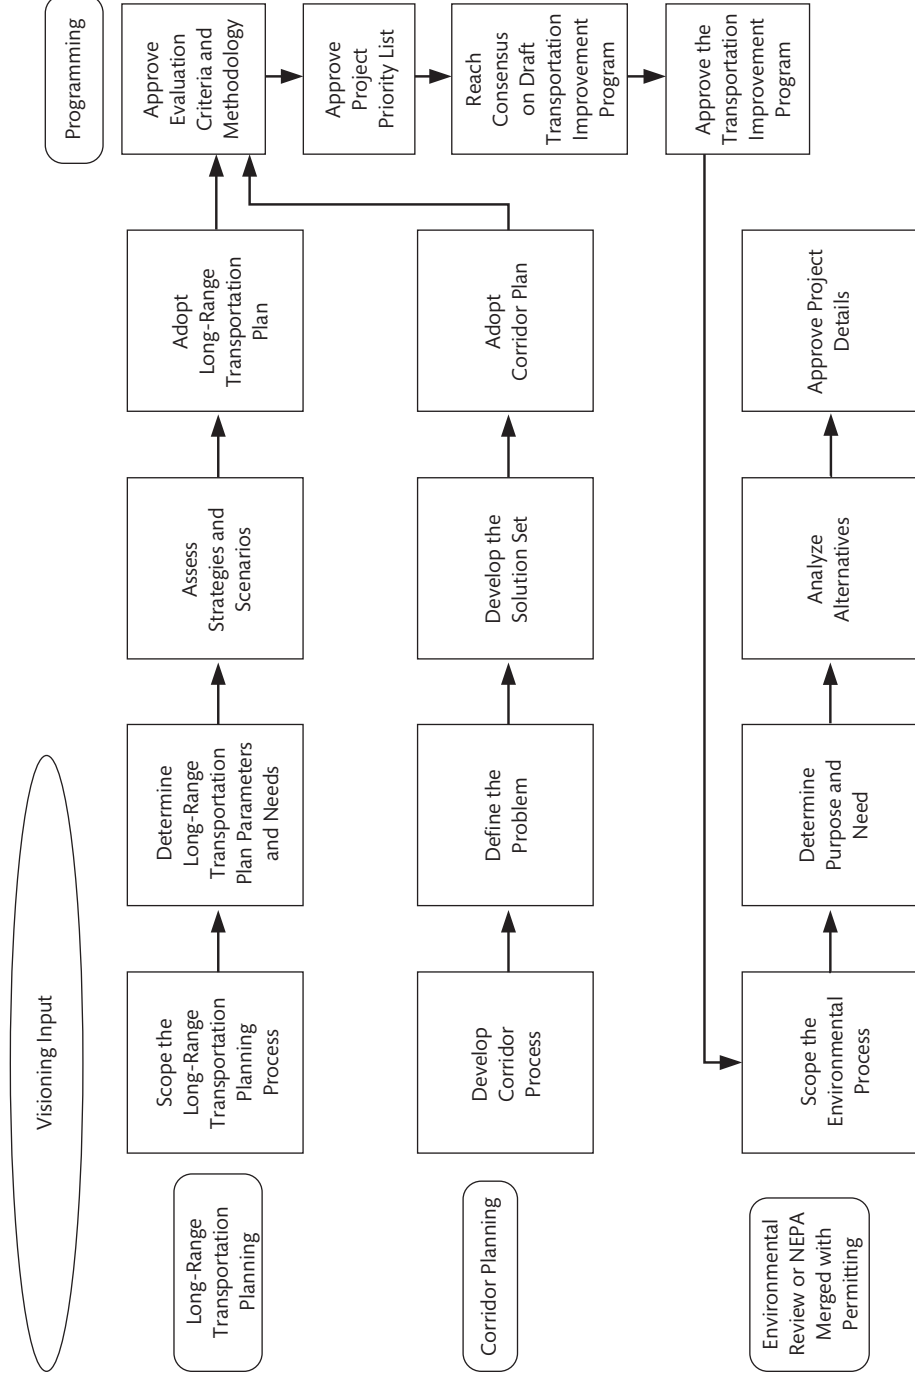 Visioning Input
Programming
Long-Range
Transportation
Planning
Scope the
Long-Range
Transportation
Planning
Process
Determine
Long-Range
Transportation
Plan Parameters
and Needs
Assess
Strategies and
Scenarios
Adopt
Long-Range
Transportation
Plan
Approve
Evaluation
Criteria and
Methodology
Approve
Project
Priority List
Corridor Planning
Develop
Corridor
Process
Define the
Problem
Develop the
Solution Set
Adopt
Corridor Plan
Reach
Consensus
on Draft
Transportation
Improvement
Program
Approve the
Transportation
Improvement
Program
Environmental
Review or NEPA
Merged with
Permitting
Scope the
Environmental
Process
Determine
Purpose and
Need
Analyze
Alternatives
Approve Project
Details